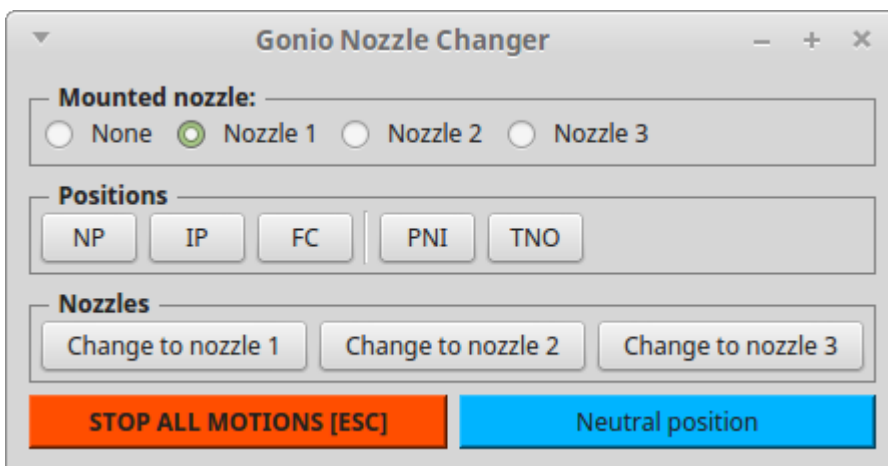 Gonio Nozzle Changer
Mounted nozzle:
None Nozzle 1 Nozzle 2 Nozzle 3
Positions
NP IP FC PNI TNO
Nozzles
Change to nozzle 1 Change to nozzle 2 Change to nozzle 3
STOP ALL MOTIONS [ESC] Neutral position